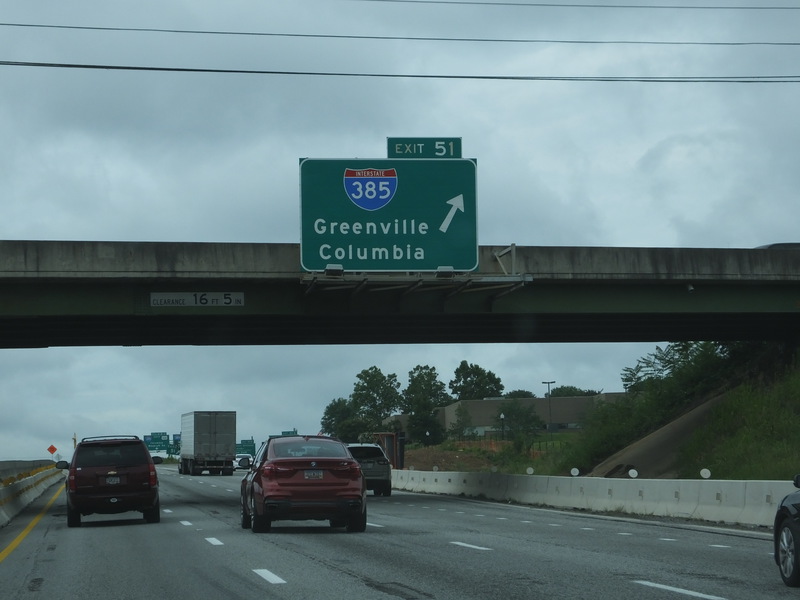 EXIT 51
INTERSTATE
385
Greenville
Columbia
CLEARANCE 16 FT 5 IN